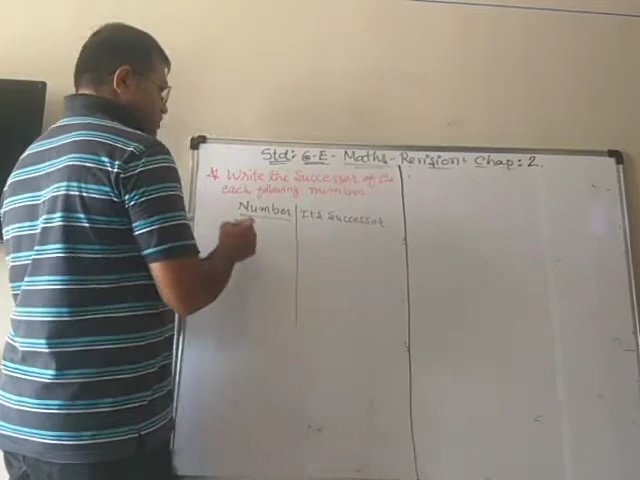 Std: 6-E- Maths- Revision: Chap: 2.
* Write the Successor of the
each following number
Number | Its Successor